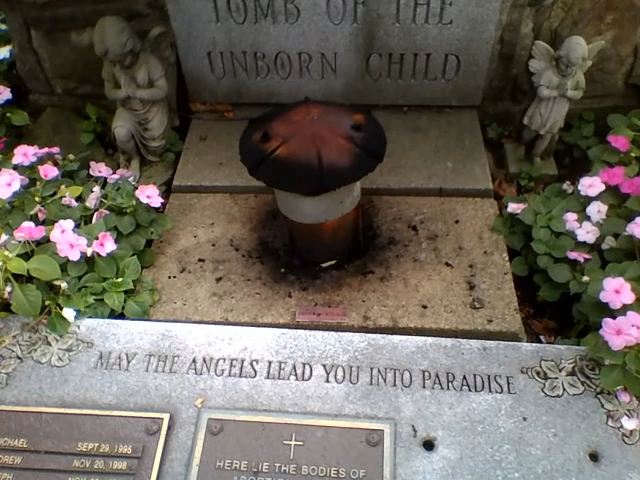 TOMB OF THE
UNBORN CHILD
MAY THE ANGELS LEAD YOU INTO PARADISE
MICHAEL SEPT 29, 1995
NOV 20, 1998
HERE LIE THE BODIES OF